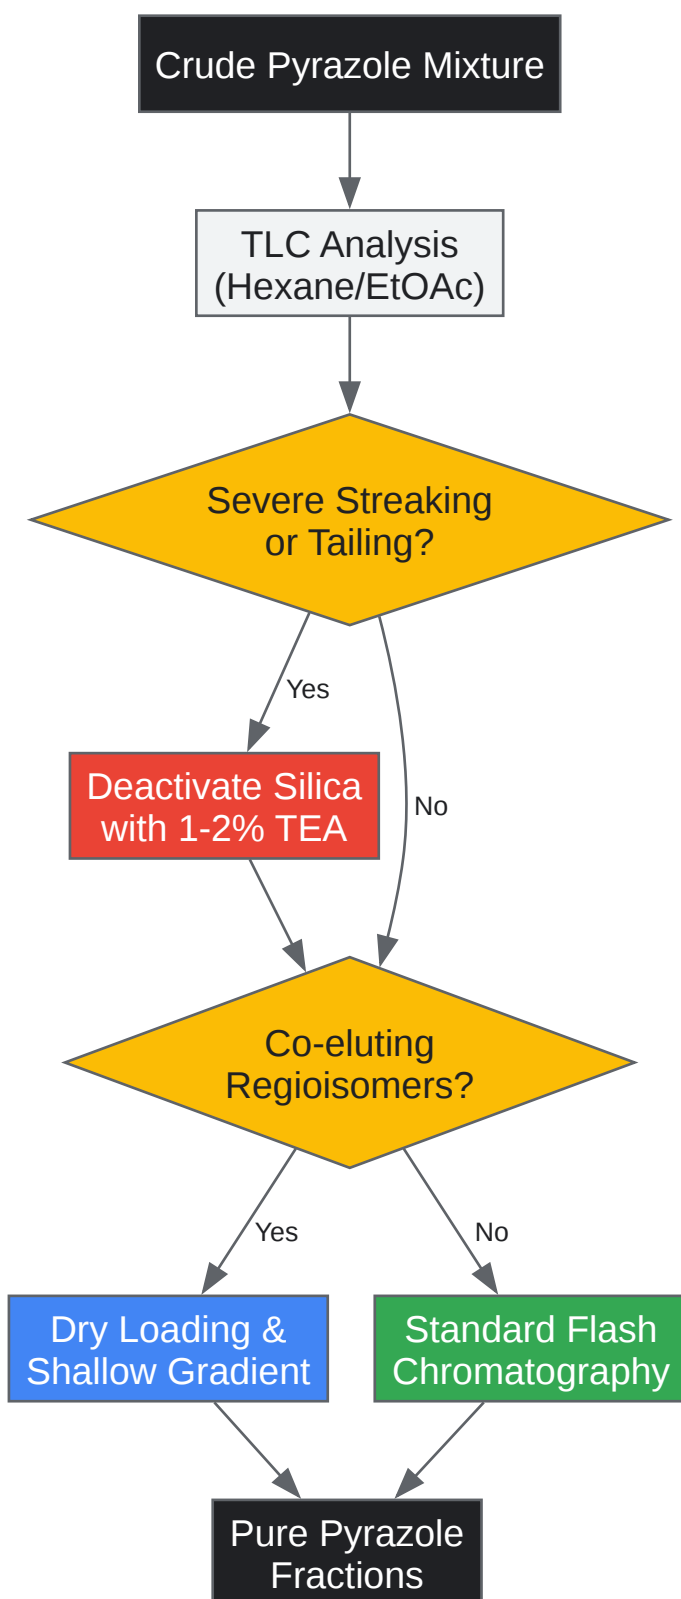 Crude Pyrazole Mixture
TLC Analysis
(Hexane/EtOAc)
Severe Streaking
or Tailing?
Yes
Deactivate Silica
with 1-2% TEA
No
Co-eluting
Regioisomers?
Yes
No
Dry Loading &
Shallow Gradient
Standard Flash
Chromatography
Pure Pyrazole
Fractions